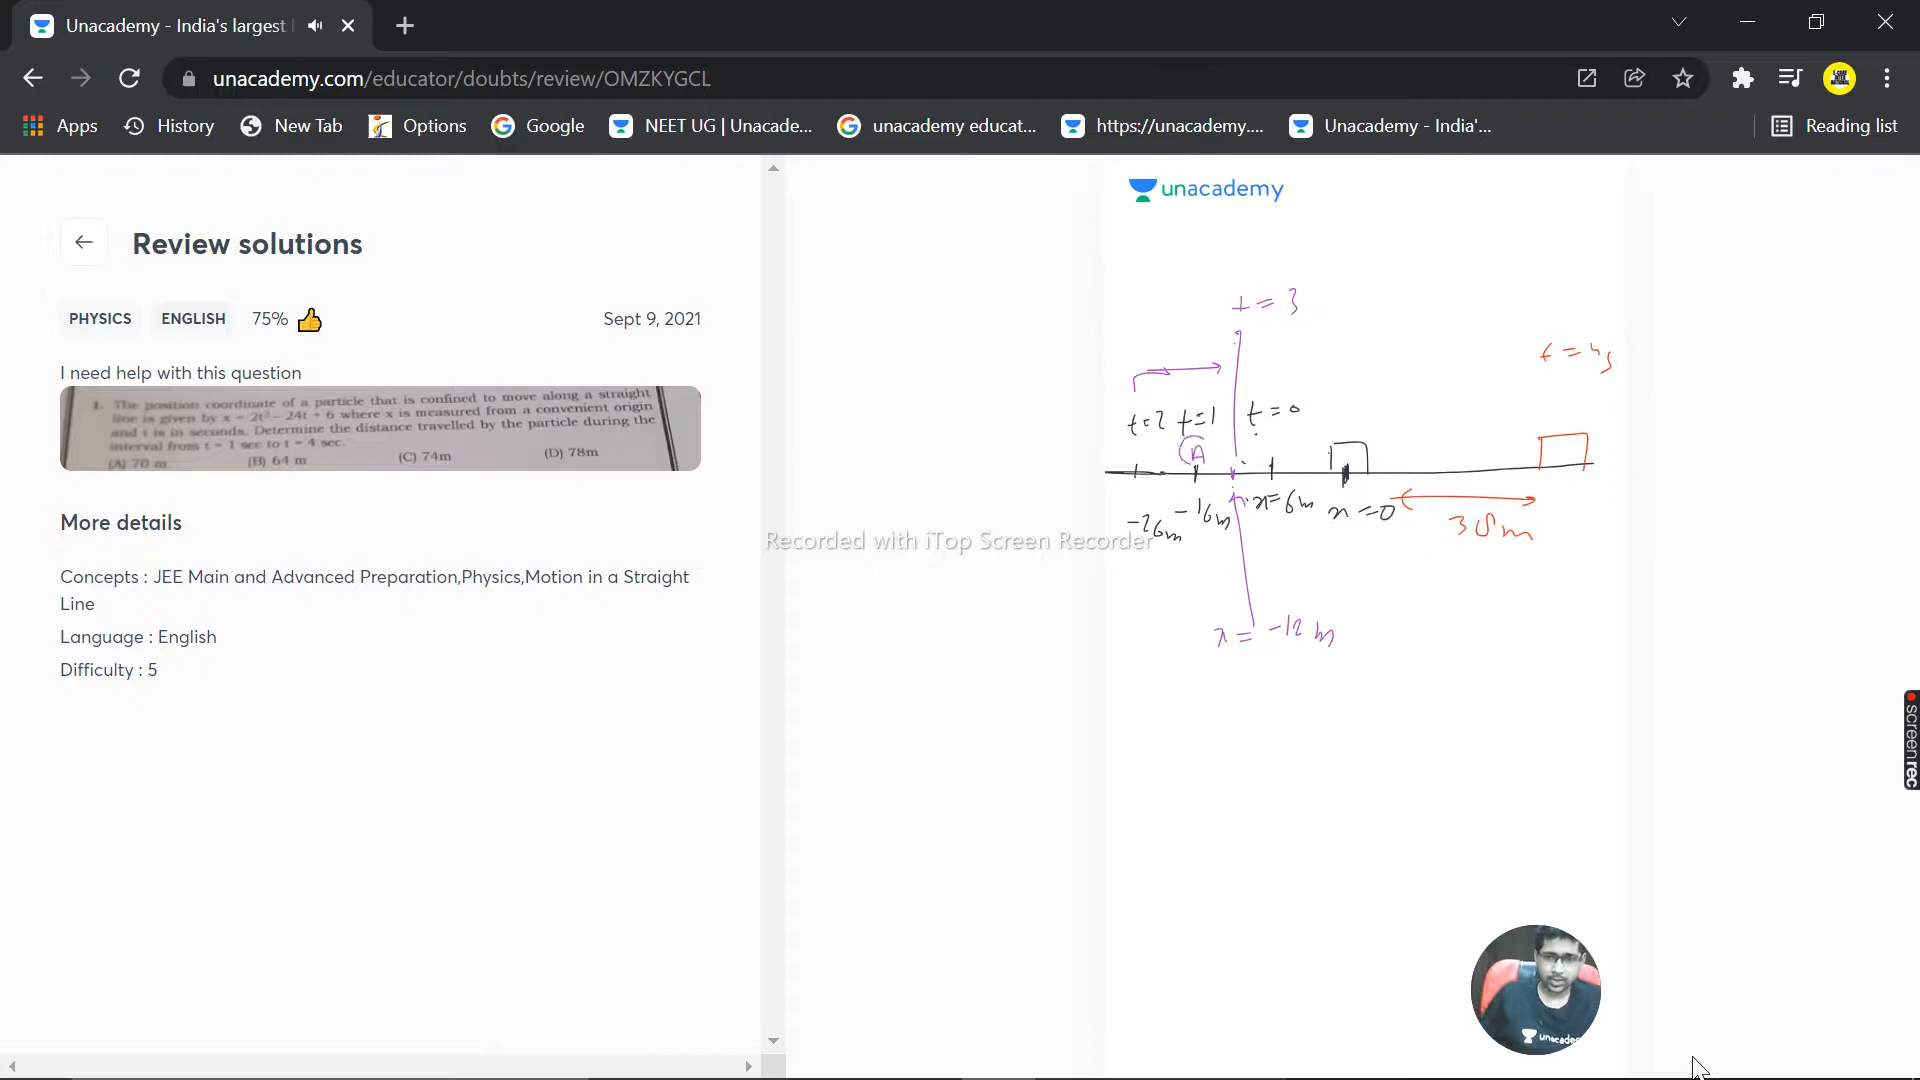 Unacademy - India's largest
unacademy.com/educator/doubts/review/OMZKYGCL
Apps History New Tab Options Google NEET UG | Unacade... unacademy educat... https://unacademy.... Unacademy - India'... Reading list
unacademy
Review solutions
PHYSICS ENGLISH 75% Sept 9, 2021
I need help with this question
1. The position coordinate of a particle that is confined to move along a straight
line is given by x = 2t³ - 24t + 6 where x is measured from a convenient origin
and t is in seconds. Determine the distance travelled by the particle during the
interval from t = 1 sec to t = 4 sec.
(A) 70 m (B) 64 m (C) 74m (D) 78m
More details
Concepts : JEE Main and Advanced Preparation,Physics,Motion in a Straight
Line
Language : English
Difficulty : 5
t = 3
t = 4s
t=2 t=1 t=0
A
-26m -16m x=6m x=0
38m
x = -12 m
Recorded with iTop Screen Recorder
unacade
screenrec